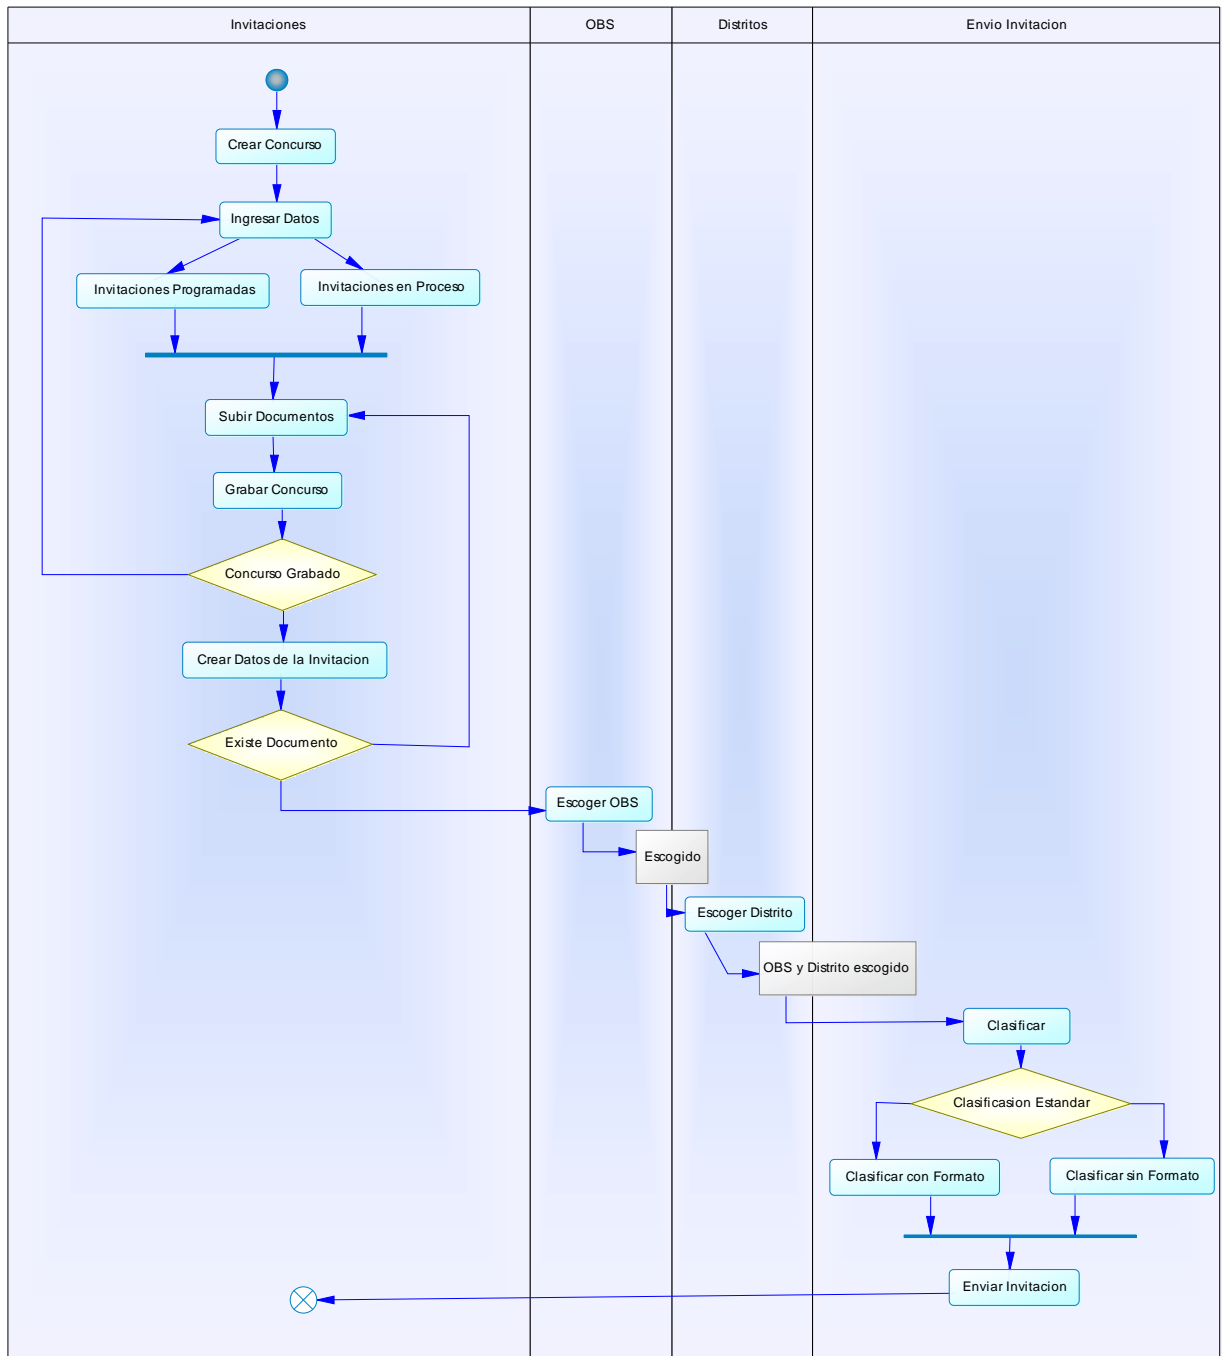 Invitaciones
OBS
Distritos
Envio Invitacion
Crear Concurso
Ingresar Datos
Invitaciones Programadas
Invitaciones en Proceso
Subir Documentos
Grabar Concurso
Concurso Grabado
Crear Datos de la Invitacion
Existe Documento
Escoger OBS
Escogido
Escoger Distrito
OBS y Distrito escogido
Clasificar
Clasificasion Estandar
Clasificar con Formato
Clasificar sin Formato
Enviar Invitacion